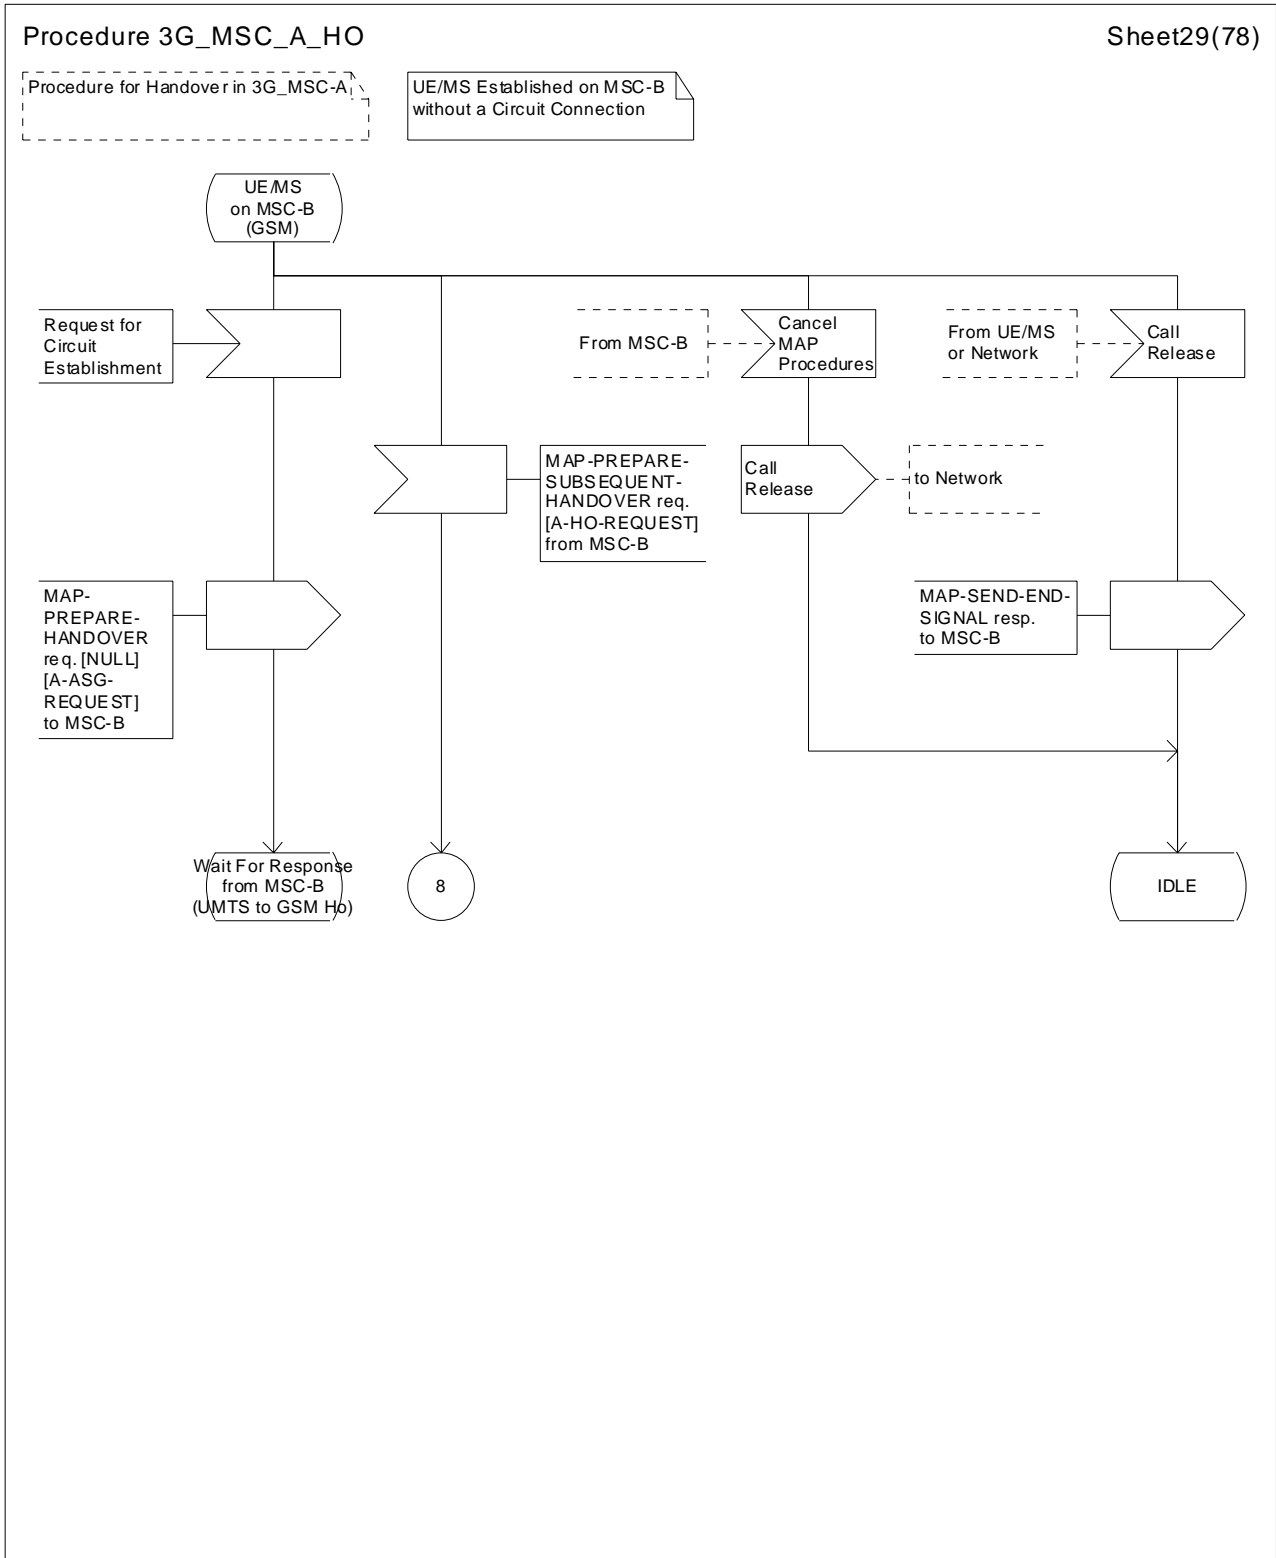 Procedure 3G_MSC_A_HO
Sheet29(78)
Procedure for Handover in 3G_MSC-A
UE/MS Established on MSC-B
without a Circuit Connection
UE/MS
on MSC-B
(GSM)
Request for
Circuit
Establishment
From MSC-B
Cancel
MAP
Procedures
From UE/MS
or Network
Call
Release
MAP-PREPARE-
SUBSEQUENT-
HANDOVER req.
[A-HO-REQUEST]
from MSC-B
Call
Release
to Network
MAP-
PREPARE-
HANDOVER
req. [NULL]
[A-ASG-
REQUEST]
to MSC-B
MAP-SEND-END-
SIGNAL resp.
to MSC-B
Wait For Response
from MSC-B
(UMTS to GSM Ho)
8
IDLE